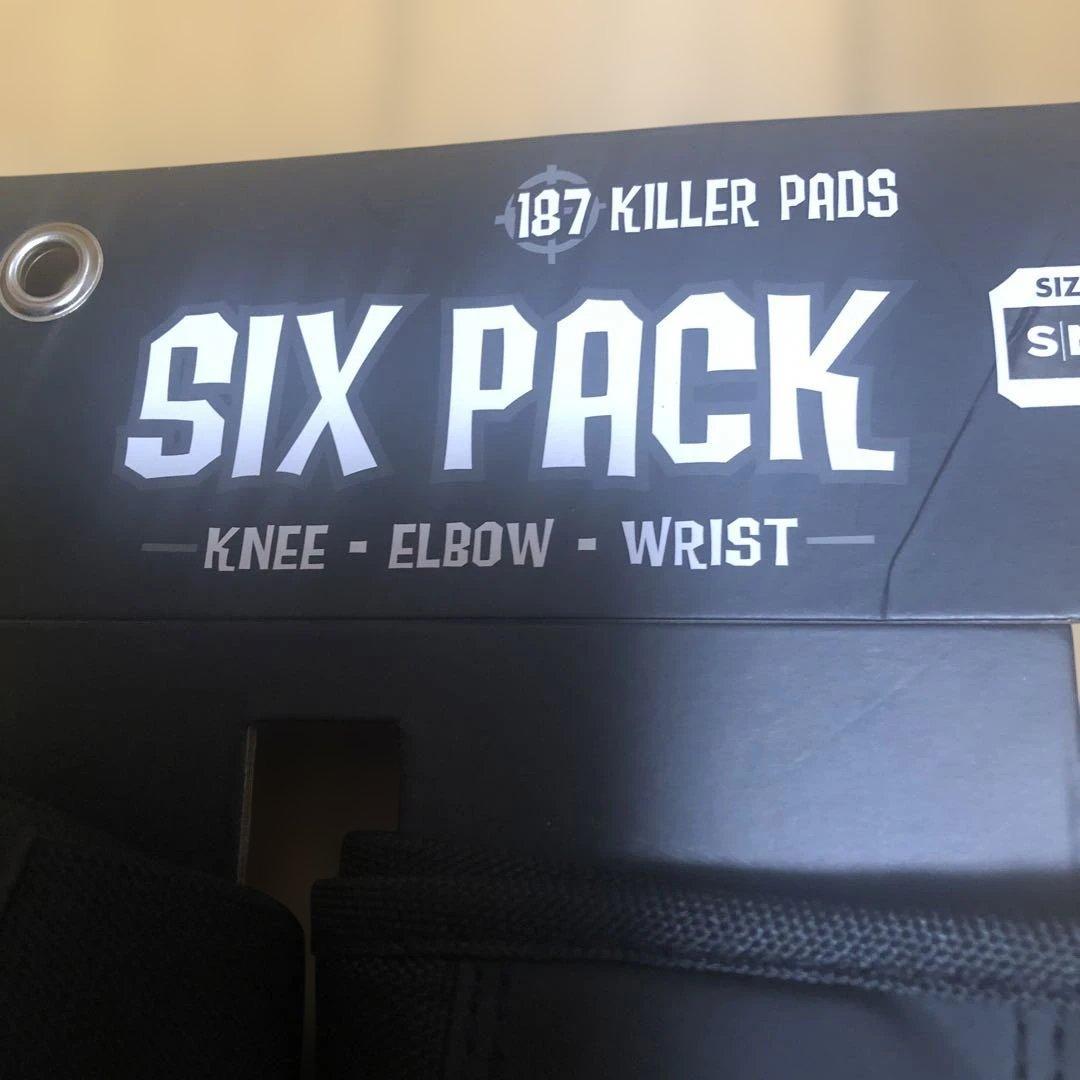 187 KILLER PADS
SIX PACK
KNEE - ELBOW - WRIST
S